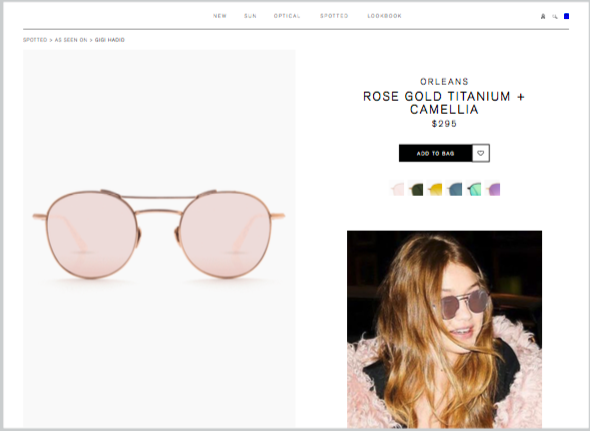 NEW SUN OPTICAL SPOTTED LOOKBOOK
SPOTTED > AS SEEN ON > GIGI HADID
ORLEANS
ROSE GOLD TITANIUM +
CAMELLIA
$295
ADD TO BAG